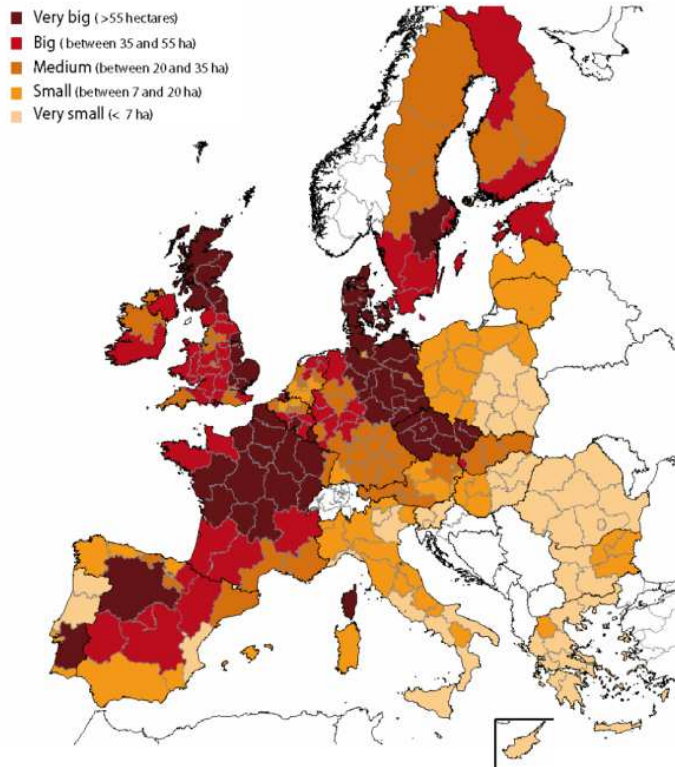 Very big (>55 hectares)
Big (between 35 and 55 ha)
Medium (between 20 and 35 ha)
Small (between 7 and 20 ha)
Very small (< 7 ha)